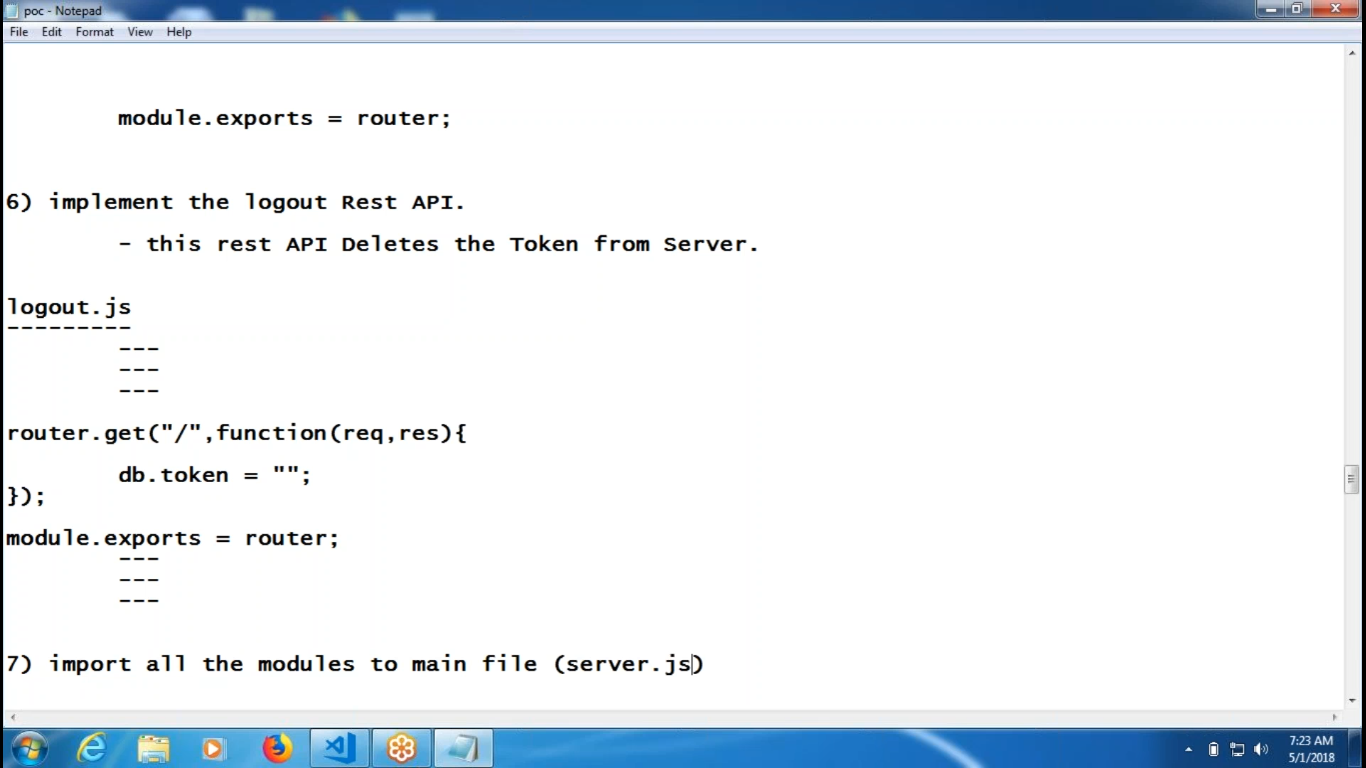 poc - Notepad
File Edit Format View Help
module.exports = router;
6) implement the logout Rest API.
- this rest API Deletes the Token from Server.
logout.js
---------
---
---
---
router.get("/",function(req,res){
db.token = "";
});
module.exports = router;
---
---
---
7) import all the modules to main file (server.js)
7:23 AM
5/1/2018